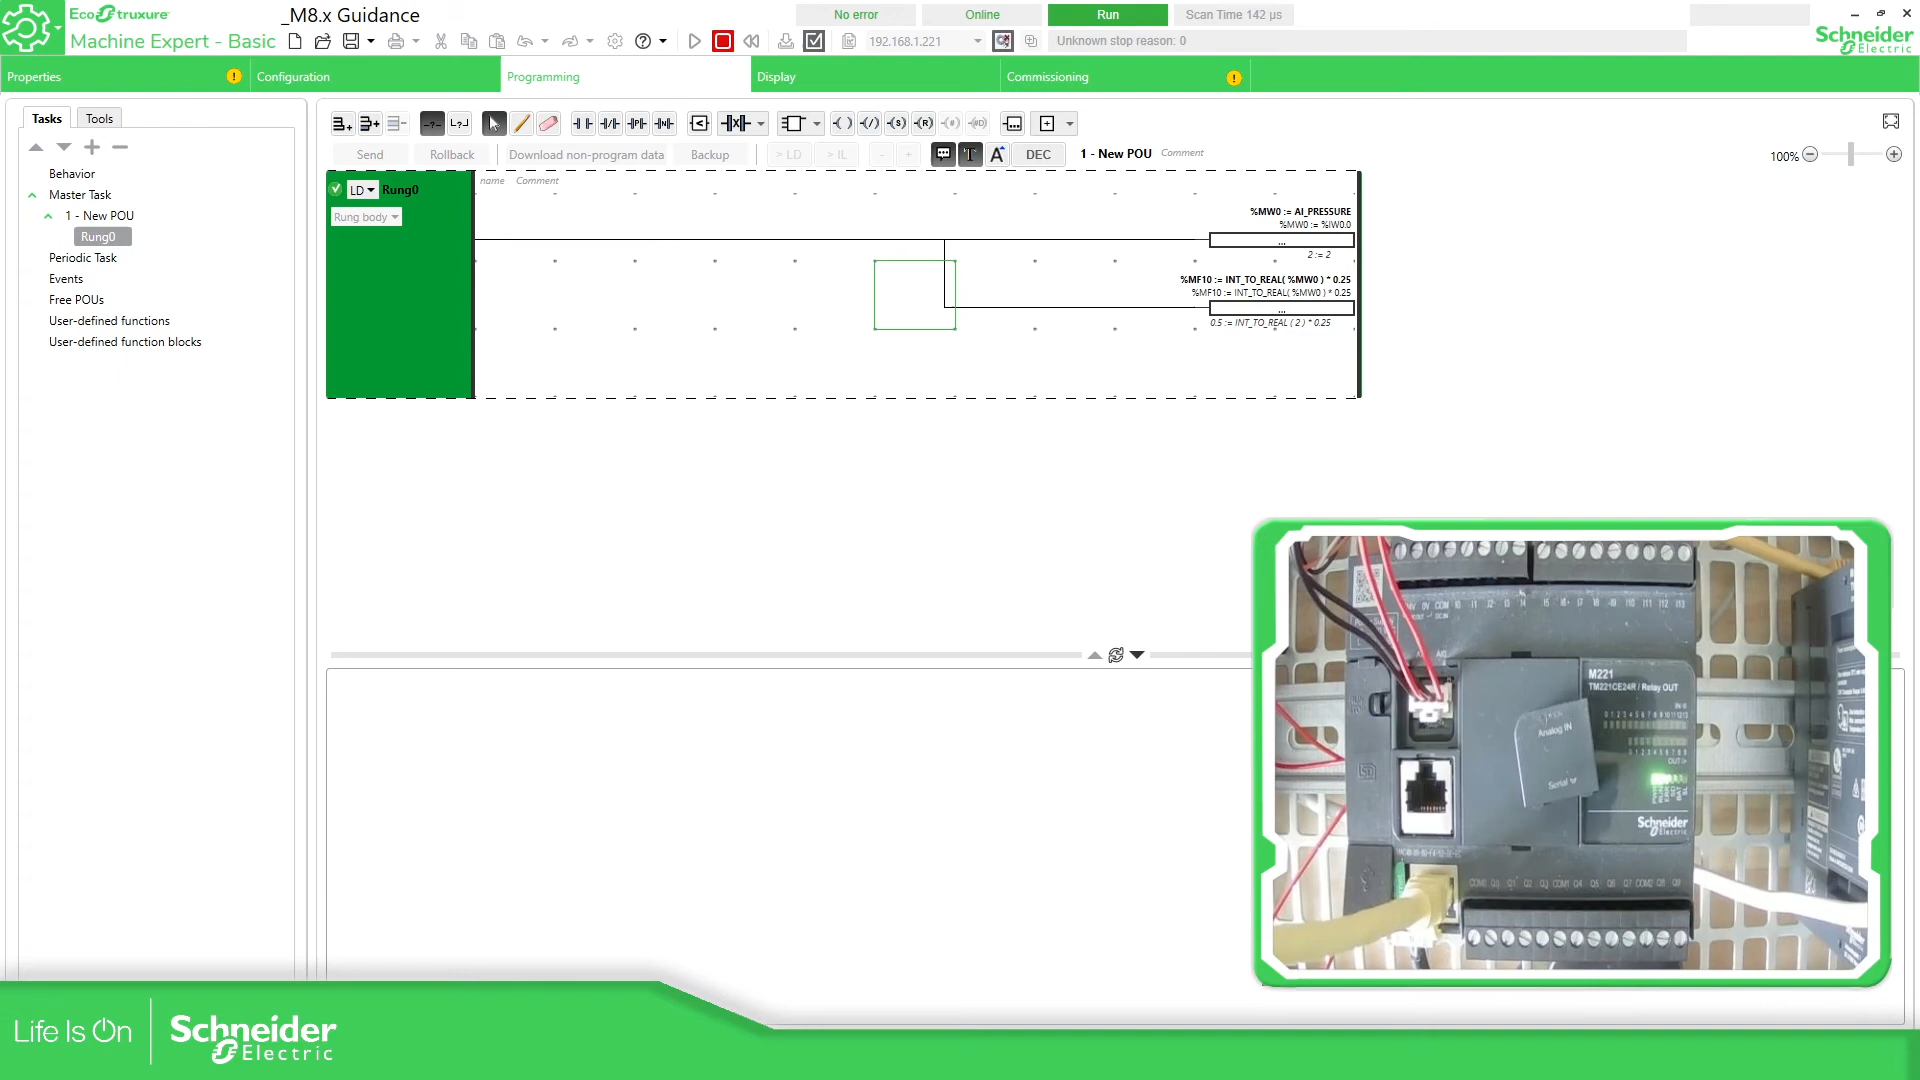 EcoStruxure
Machine Expert - Basic
_M8.x Guidance
No error
Online
Run
Scan Time 142 µs
192.168.1.221
Unknown stop reason: 0
Schneider
Electric
Properties
Configuration
Programming
Display
Commissioning
Tasks
Tools
Behavior
Master Task
1 - New POU
Rung0
Periodic Task
Events
Free POUs
User-defined functions
User-defined function blocks
Send
Rollback
Download non-program data
Backup
> LD
> IL
DEC
1 - New POU
Comment
100%
LD
Rung0
name
Comment
Rung body
%MW0 := AI_PRESSURE
%MW0 := %IW0.0
...
2 := 2
%MF10 := INT_TO_REAL( %MW0 ) * 0.25
%MF10 := INT_TO_REAL( %MW0 ) * 0.25
...
0.5 := INT_TO_REAL ( 2 ) * 0.25
M221
TM221CE24R / Relay OUT
Analog IN
Serial
Schneider
Electric
Life Is On
Schneider
Electric